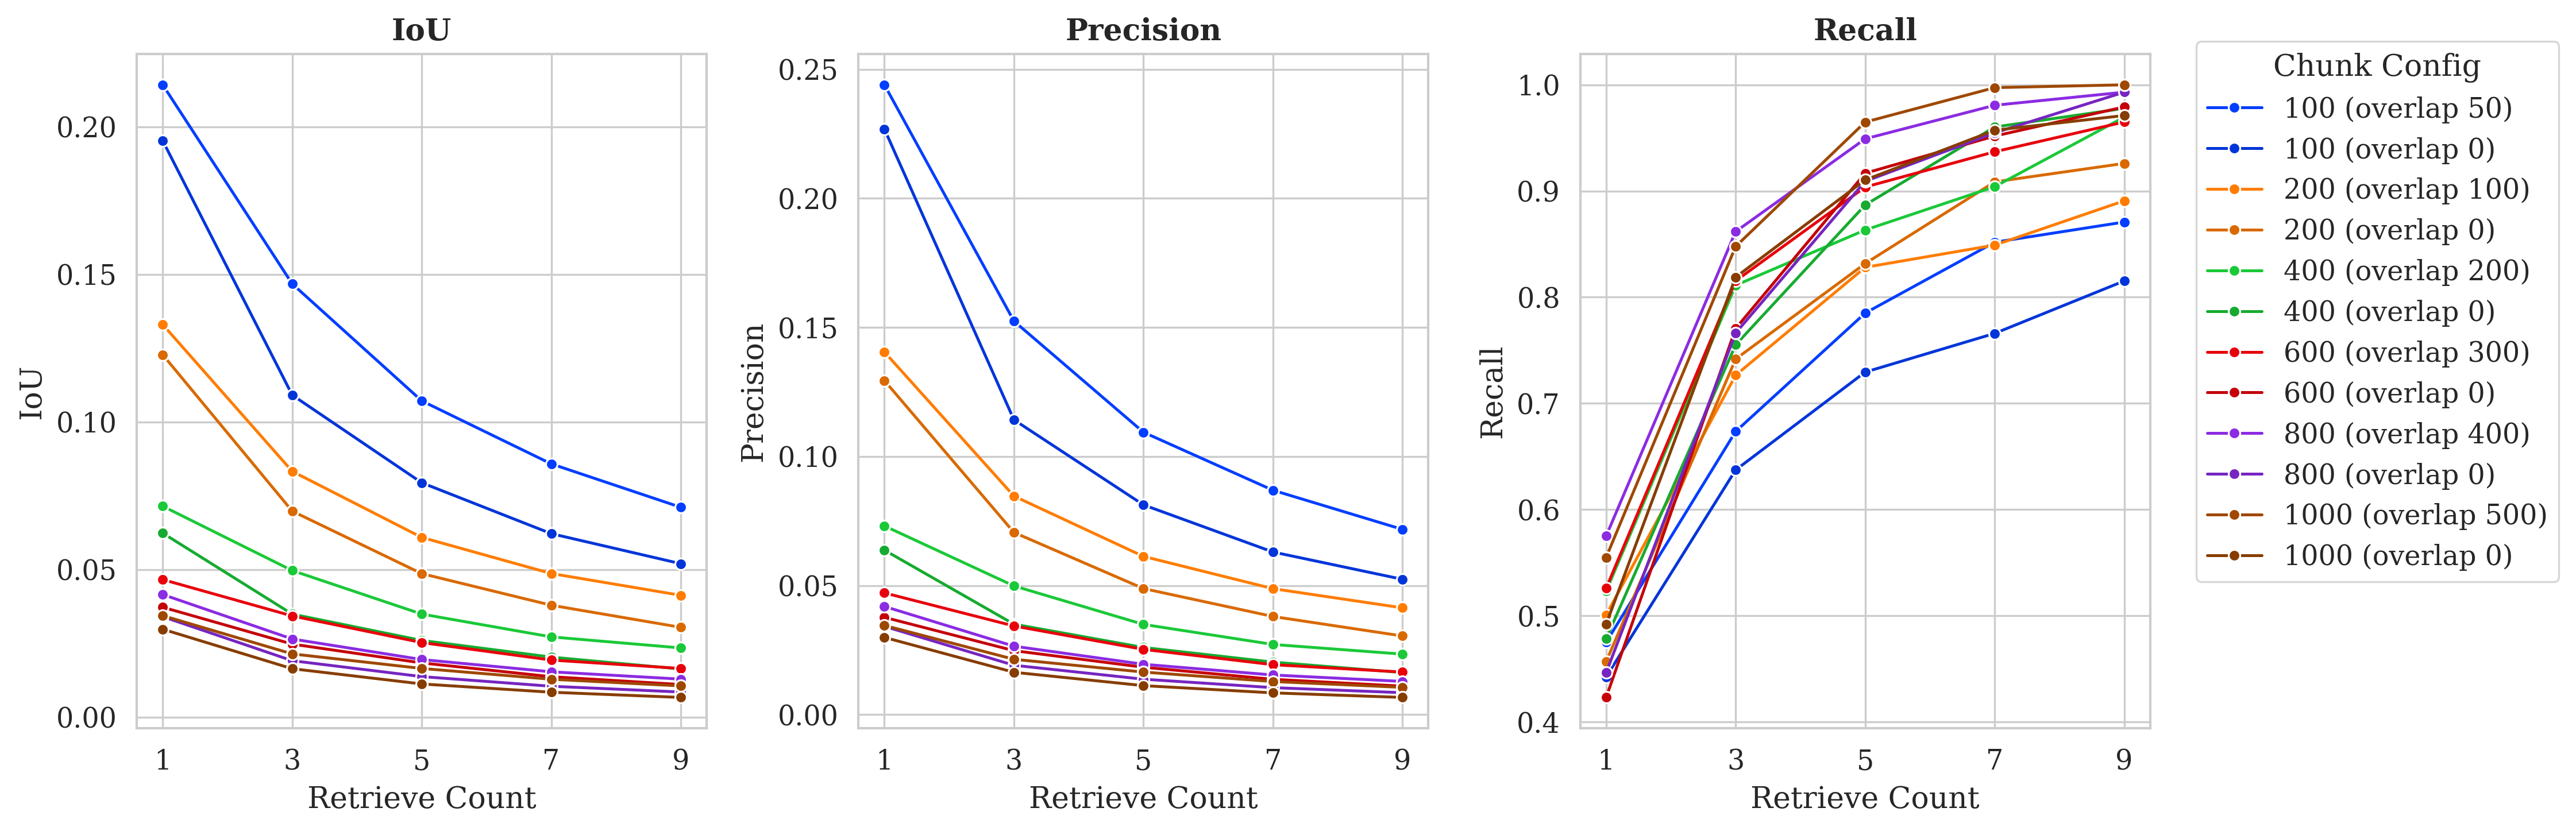 IoU
IoU
0.20
0.15
0.10
0.05
0.00
1 3 5 7 9
Retrieve Count
Precision
Precision
0.25
0.20
0.15
0.10
0.05
0.00
1 3 5 7 9
Retrieve Count
Recall
Recall
1.0
0.9
0.8
0.7
0.6
0.5
0.4
1 3 5 7 9
Retrieve Count
Chunk Config
100 (overlap 50)
100 (overlap 0)
200 (overlap 100)
200 (overlap 0)
400 (overlap 200)
400 (overlap 0)
600 (overlap 300)
600 (overlap 0)
800 (overlap 400)
800 (overlap 0)
1000 (overlap 500)
1000 (overlap 0)